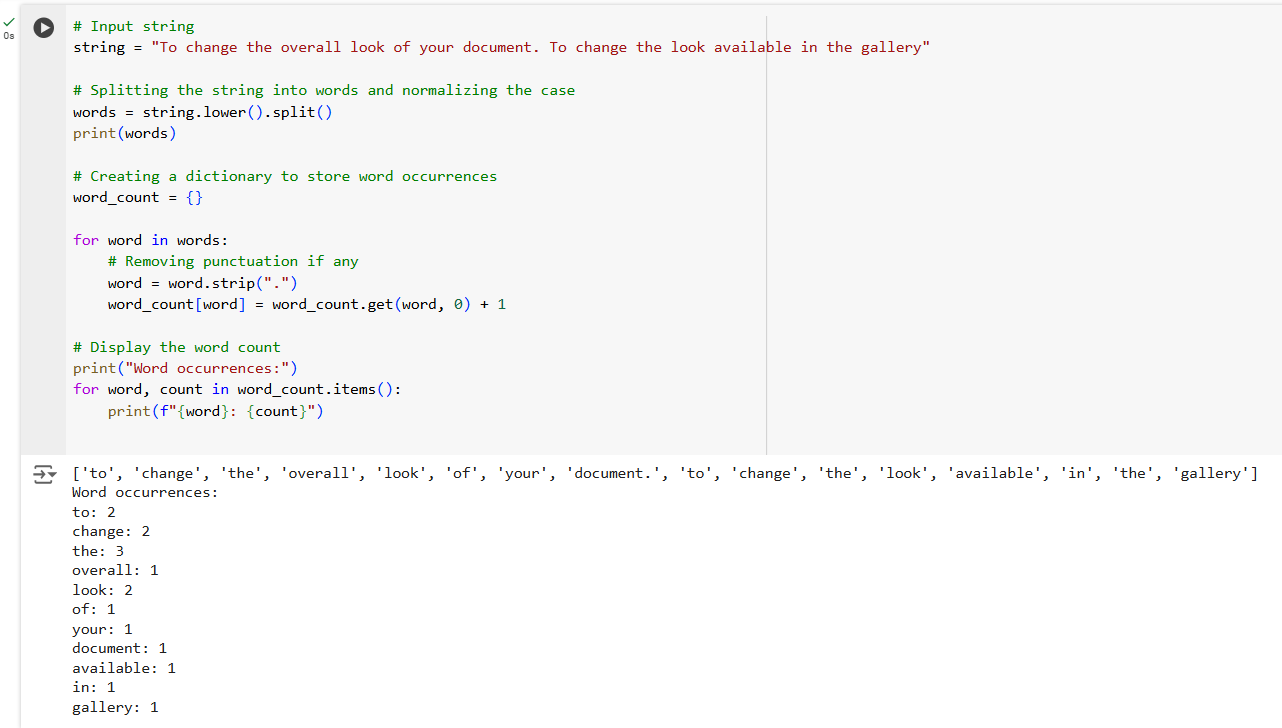 0s
# Input string
string = "To change the overall look of your document. To change the look available in the gallery"
# Splitting the string into words and normalizing the case
words = string.lower().split()
print(words)
# Creating a dictionary to store word occurrences
word_count = {}
for word in words:
    # Removing punctuation if any
    word = word.strip(".")
    word_count[word] = word_count.get(word, 0) + 1
# Display the word count
print("Word occurrences:")
for word, count in word_count.items():
    print(f"{word}: {count}")
['to', 'change', 'the', 'overall', 'look', 'of', 'your', 'document.', 'to', 'change', 'the', 'look', 'available', 'in', 'the', 'gallery']
Word occurrences:
to: 2
change: 2
the: 3
overall: 1
look: 2
of: 1
your: 1
document: 1
available: 1
in: 1
gallery: 1